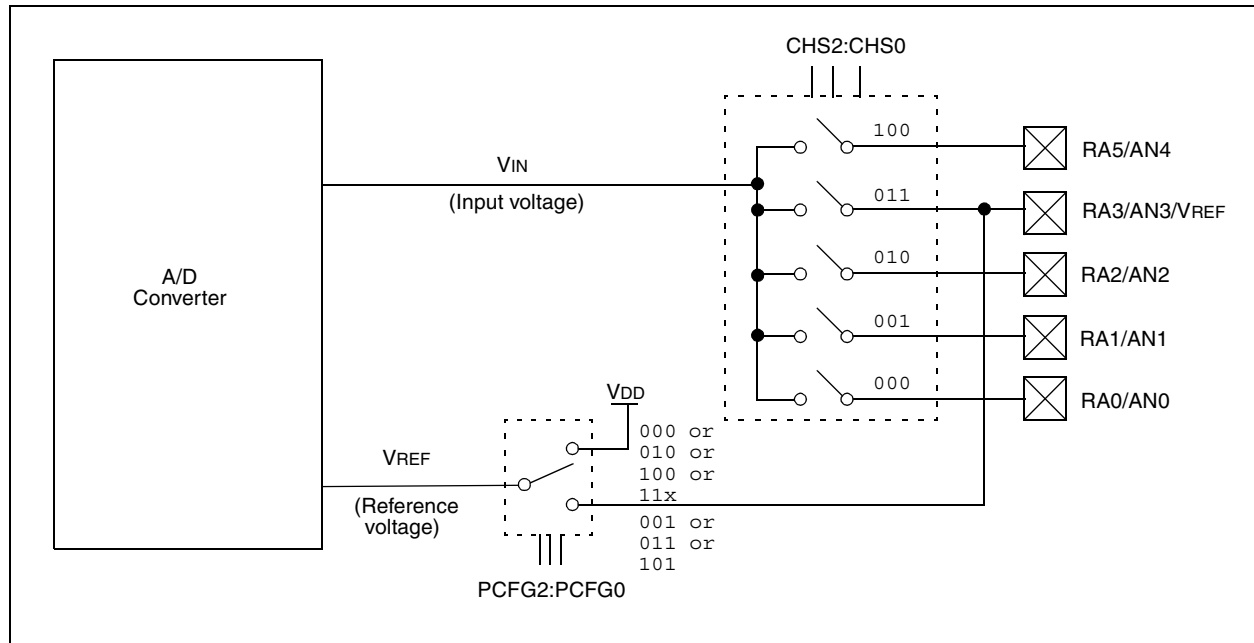 CHS2:CHS0
100
RA5/AN4
VIN
(Input voltage)
011
RA3/AN3/VREF
A/D
Converter
010
RA2/AN2
001
RA1/AN1
000
RA0/AN0
VDD
000 or
010 or
100 or
11x
VREF
(Reference
voltage)
001 or
011 or
101
PCFG2:PCFG0